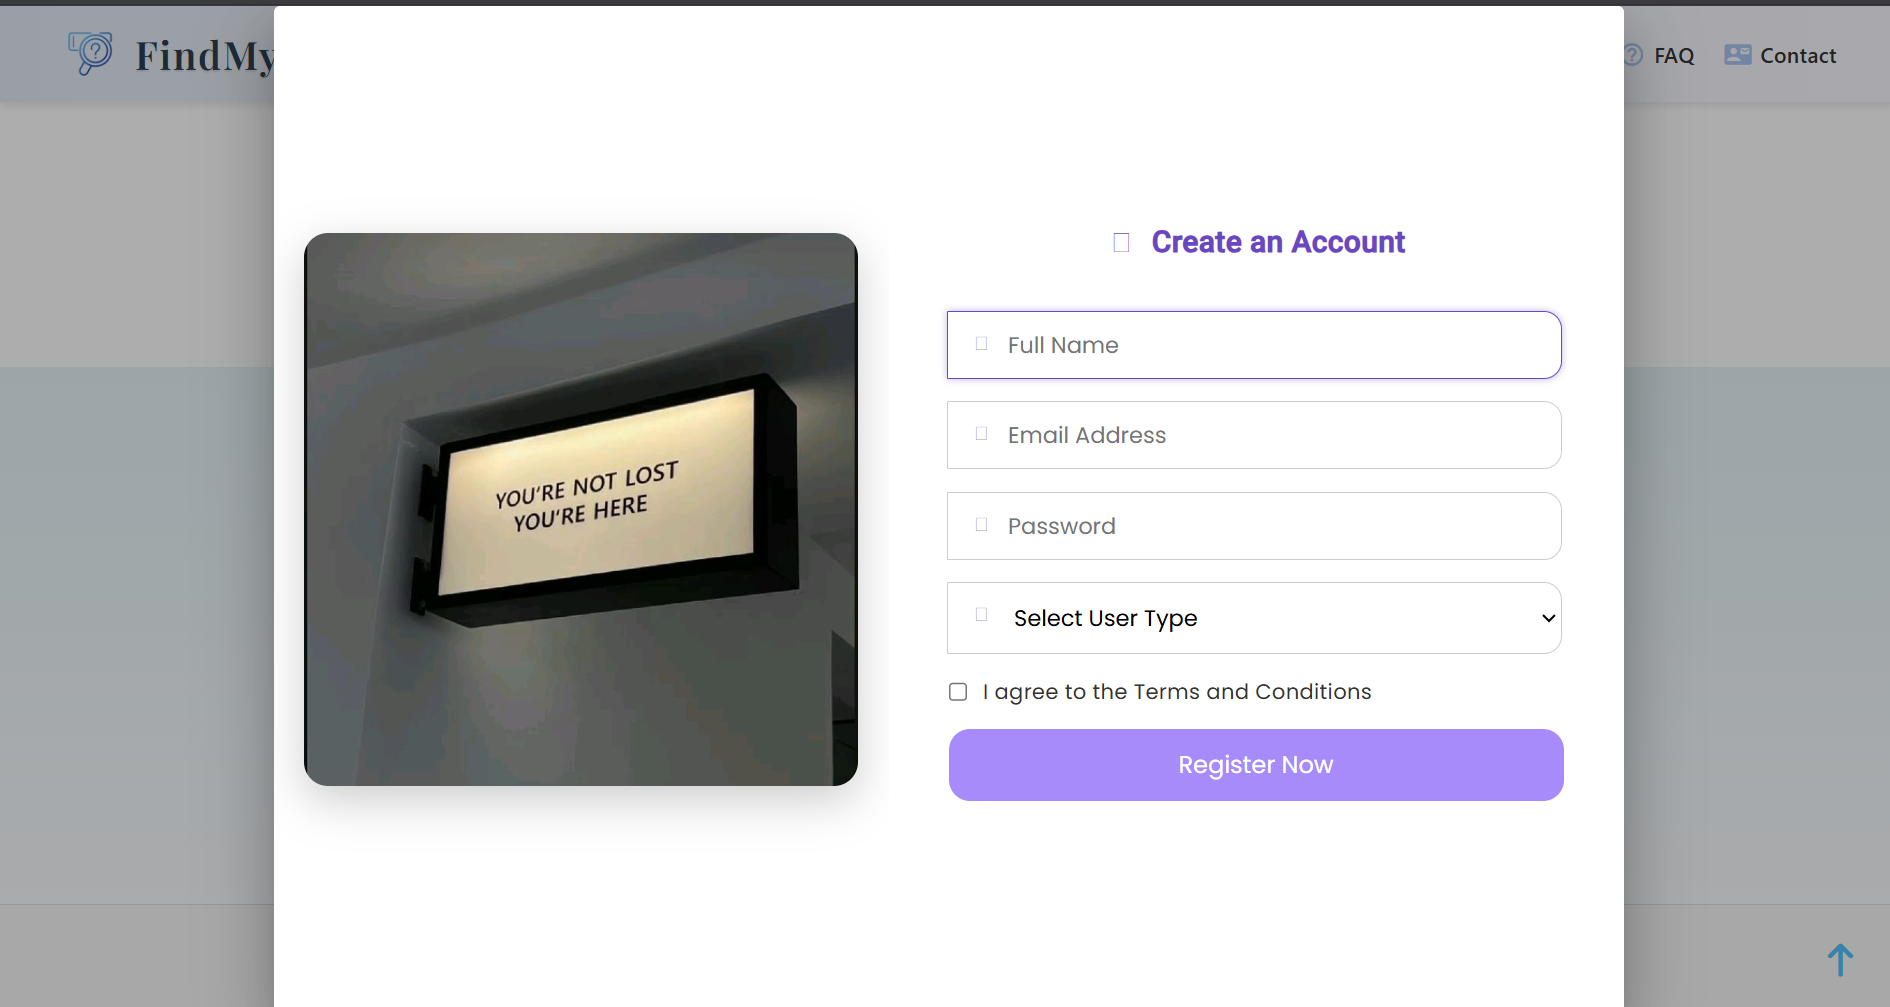 FindMy
FAQ
Contact
Create an Account
Full Name
Email Address
Password
Select User Type
I agree to the Terms and Conditions
Register Now
YOU'RE NOT LOST
YOU'RE HERE